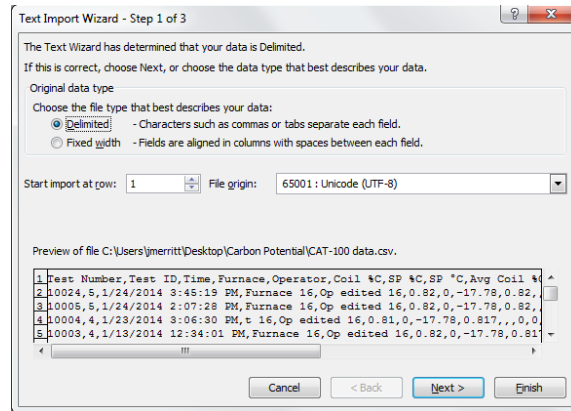 Text Import Wizard - Step 1 of 3
The Text Wizard has determined that your data is Delimited.
If this is correct, choose Next, or choose the data type that best describes your data.
Original data type
Choose the file type that best describes your data:
Delimited - Characters such as commas or tabs separate each field.
Fixed width - Fields are aligned in columns with spaces between each field.
Start import at row: 1 File origin: 65001 : Unicode (UTF-8)
Preview of file C:\Users\jmerritt\Desktop\Carbon Potential\CAT-100 data.csv.
1 Test Number,Test ID,Time,Furnace,Operator,Coil %C,SP %C,SP °C,Avg Coil %
2 10024,5,1/24/2014 3:45:19 PM,Furnace 16,Op edited 16,0.82,0,-17.78,0.82,
3 10005,5,1/24/2014 2:07:28 PM,Furnace 16,Op edited 16,0.82,0,-17.78,0.82,
4 10004,4,1/23/2014 3:06:30 PM,t 16,Op edited 16,0.81,0,-17.78,0.817,,,0,0
5 10003,4,1/13/2014 12:34:01 PM,Furnace 16,Op edited 16,0.82,0,-17.78,0.817
Cancel < Back Next > Finish